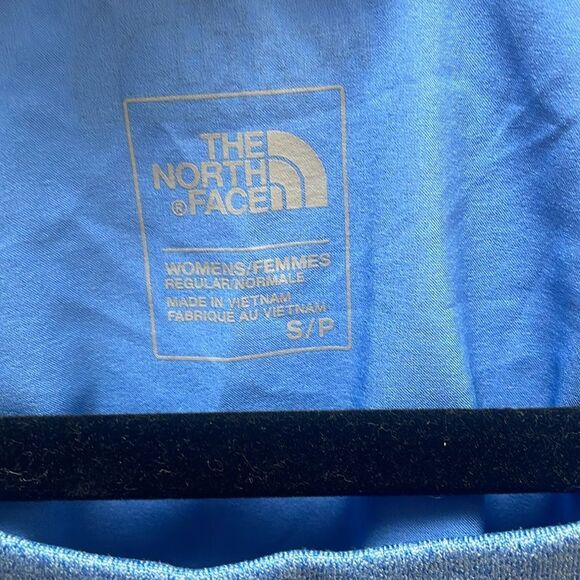 THE
NORTH
®FACE
WOMENS/FEMMES
REGULAR/NORMALE
MADE IN VIETNAM
FABRIQUE AU VIETNAM
S/P